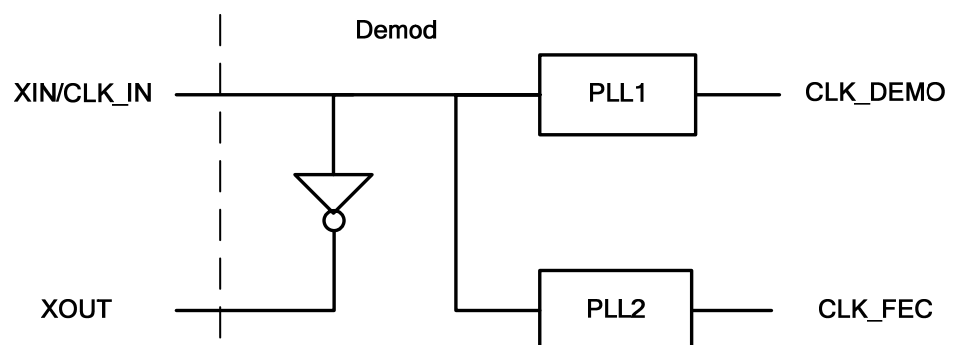 Demod
XIN/CLK_IN
PLL1
CLK_DEMO
XOUT
PLL2
CLK_FEC